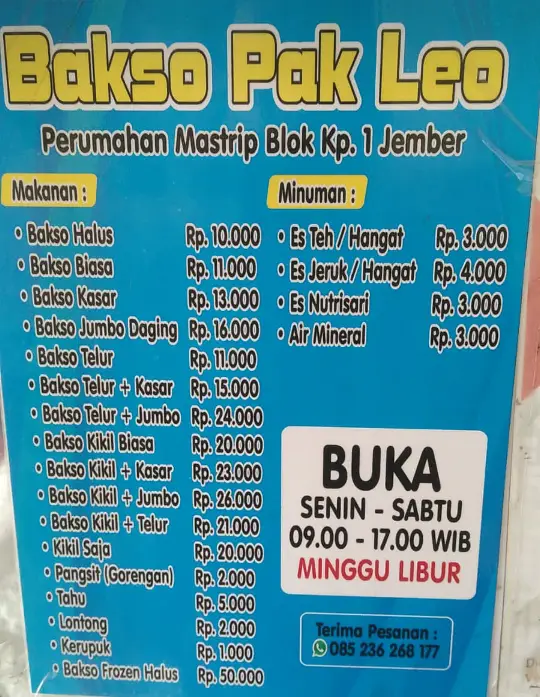 Bakso Pak Leo
Perumahan Mastrip Blok Kp. 1 Jember
Makanan :
• Bakso Halus Rp. 10.000
• Bakso Biasa Rp. 11.000
• Bakso Kasar Rp. 13.000
• Bakso Jumbo Daging Rp. 16.000
• Bakso Telur Rp. 11.000
• Bakso Telur + Kasar Rp. 15.000
• Bakso Telur + Jumbo Rp. 24.000
• Bakso Kikil Biasa Rp. 20.000
• Bakso Kikil + Kasar Rp. 23.000
• Bakso Kikil + Jumbo Rp. 26.000
• Bakso Kikil + Telur Rp. 21.000
• Kikil Saja Rp. 20.000
• Pangsit (Gorengan) Rp. 2.000
• Tahu Rp. 5.000
• Lontong Rp. 2.000
• Kerupuk Rp. 1.000
• Bakso Frozen Halus Rp. 50.000
Minuman :
• Es Teh / Hangat Rp. 3.000
• Es Jeruk / Hangat Rp. 4.000
• Es Nutrisari Rp. 3.000
• Air Mineral Rp. 3.000
BUKA
SENIN - SABTU
09.00 - 17.00 WIB
MINGGU LIBUR
Terima Pesanan :
085 236 268 177